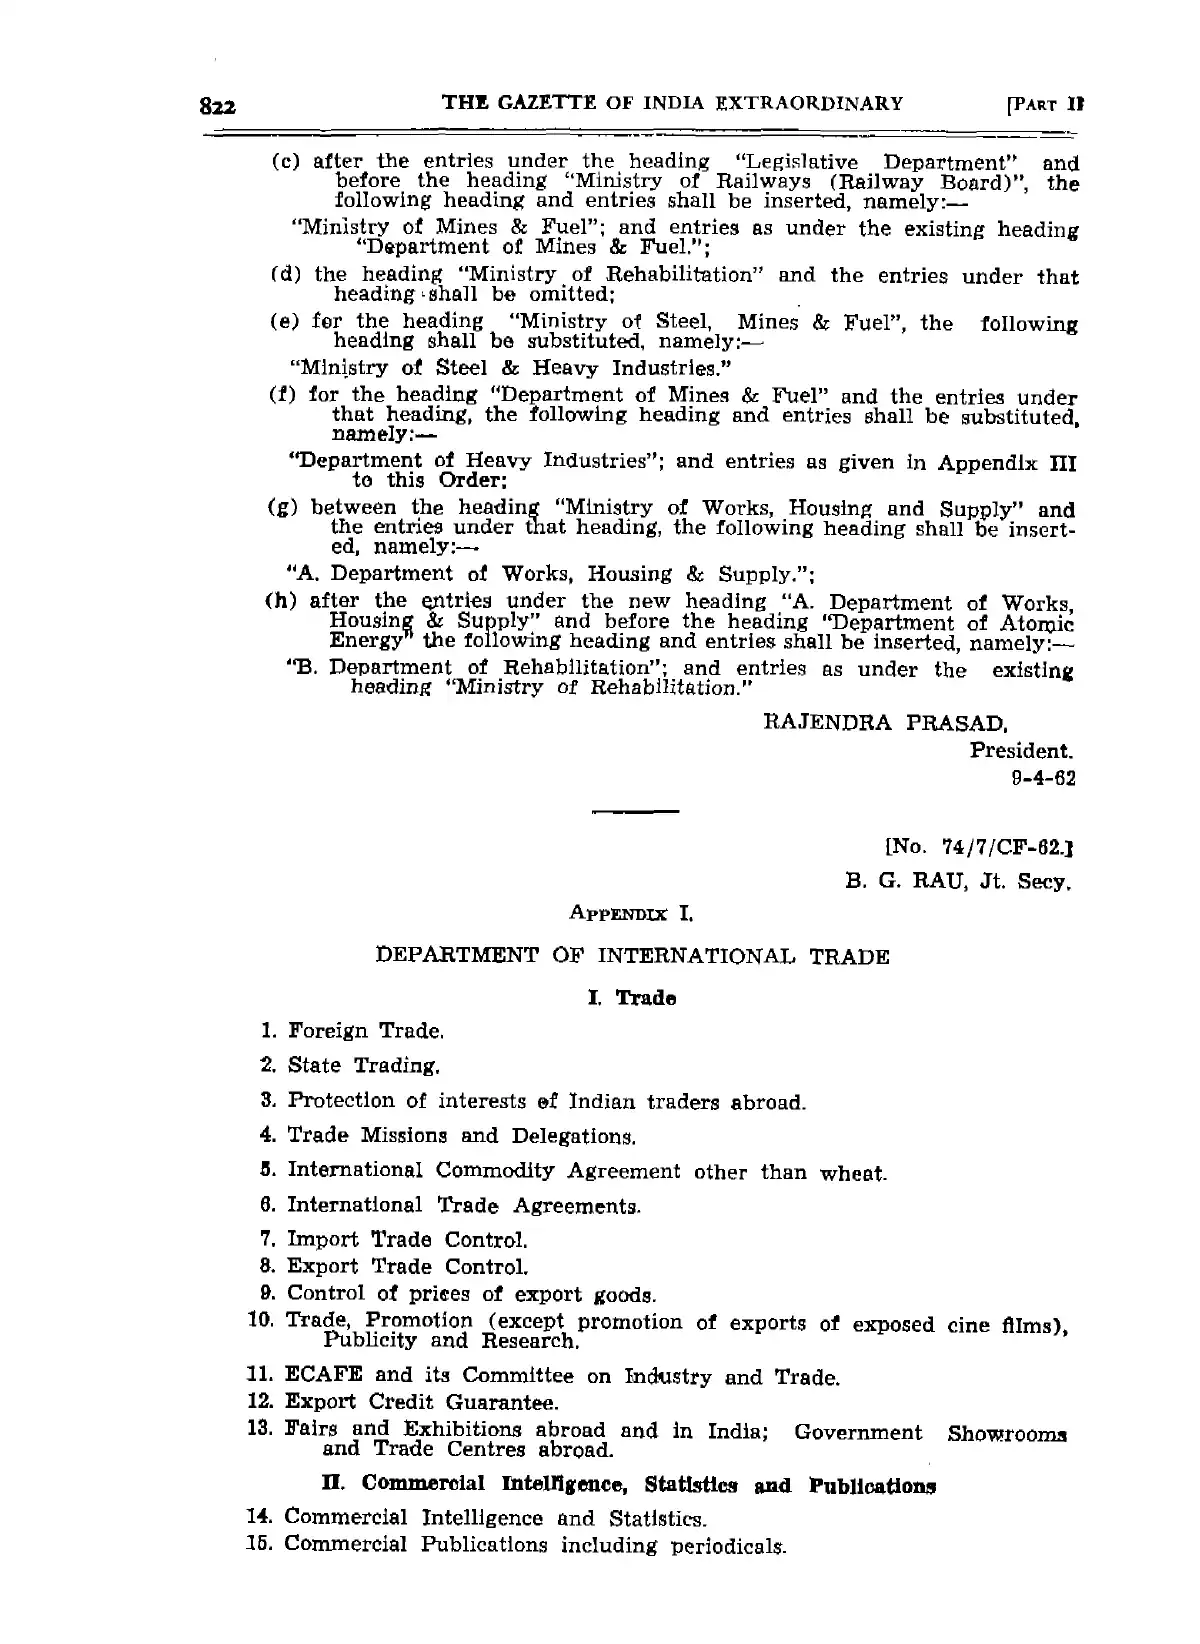 822 THE GAZETTE OF INDIA EXTRAORDINARY [PART II
(c) after the entries under the heading "Legislative Department" and
before the heading "Ministry of Railways (Railway Board)", the
following heading and entries shall be inserted, namely:—
"Ministry of Mines & Fuel"; and entries as under the existing heading
"Department of Mines & Fuel.";
(d) the heading "Ministry of Rehabilitation" and the entries under that
heading shall be omitted;
(e) for the heading "Ministry of Steel, Mines & Fuel", the following
heading shall be substituted, namely:—
"Ministry of Steel & Heavy Industries."
(f) for the heading "Department of Mines & Fuel" and the entries under
that heading, the following heading and entries shall be substituted,
namely:—
"Department of Heavy Industries"; and entries as given in Appendix III
to this Order;
(g) between the heading "Ministry of Works, Housing and Supply" and
the entries under that heading, the following heading shall be insert-
ed, namely:—
"A. Department of Works, Housing & Supply.";
(h) after the entries under the new heading "A. Department of Works,
Housing & Supply" and before the heading "Department of Atomic
Energy" the following heading and entries shall be inserted, namely:—
"B. Department of Rehabilitation"; and entries as under the existing
heading "Ministry of Rehabilitation."
RAJENDRA PRASAD,
President.
9-4-62
[No. 74/7/CF-62.]
B. G. RAU, Jt. Secy.
APPENDIX I.
DEPARTMENT OF INTERNATIONAL TRADE
I. Trade
1. Foreign Trade.
2. State Trading.
3. Protection of interests of Indian traders abroad.
4. Trade Missions and Delegations.
5. International Commodity Agreement other than wheat.
6. International Trade Agreements.
7. Import Trade Control.
8. Export Trade Control.
9. Control of prices of export goods.
10. Trade, Promotion (except promotion of exports of exposed cine films),
Publicity and Research.
11. ECAFE and its Committee on Industry and Trade.
12. Export Credit Guarantee.
13. Fairs and Exhibitions abroad and in India; Government Showrooms
and Trade Centres abroad.
II. Commercial Intelligence, Statistics and Publications
14. Commercial Intelligence and Statistics.
15. Commercial Publications including periodicals.